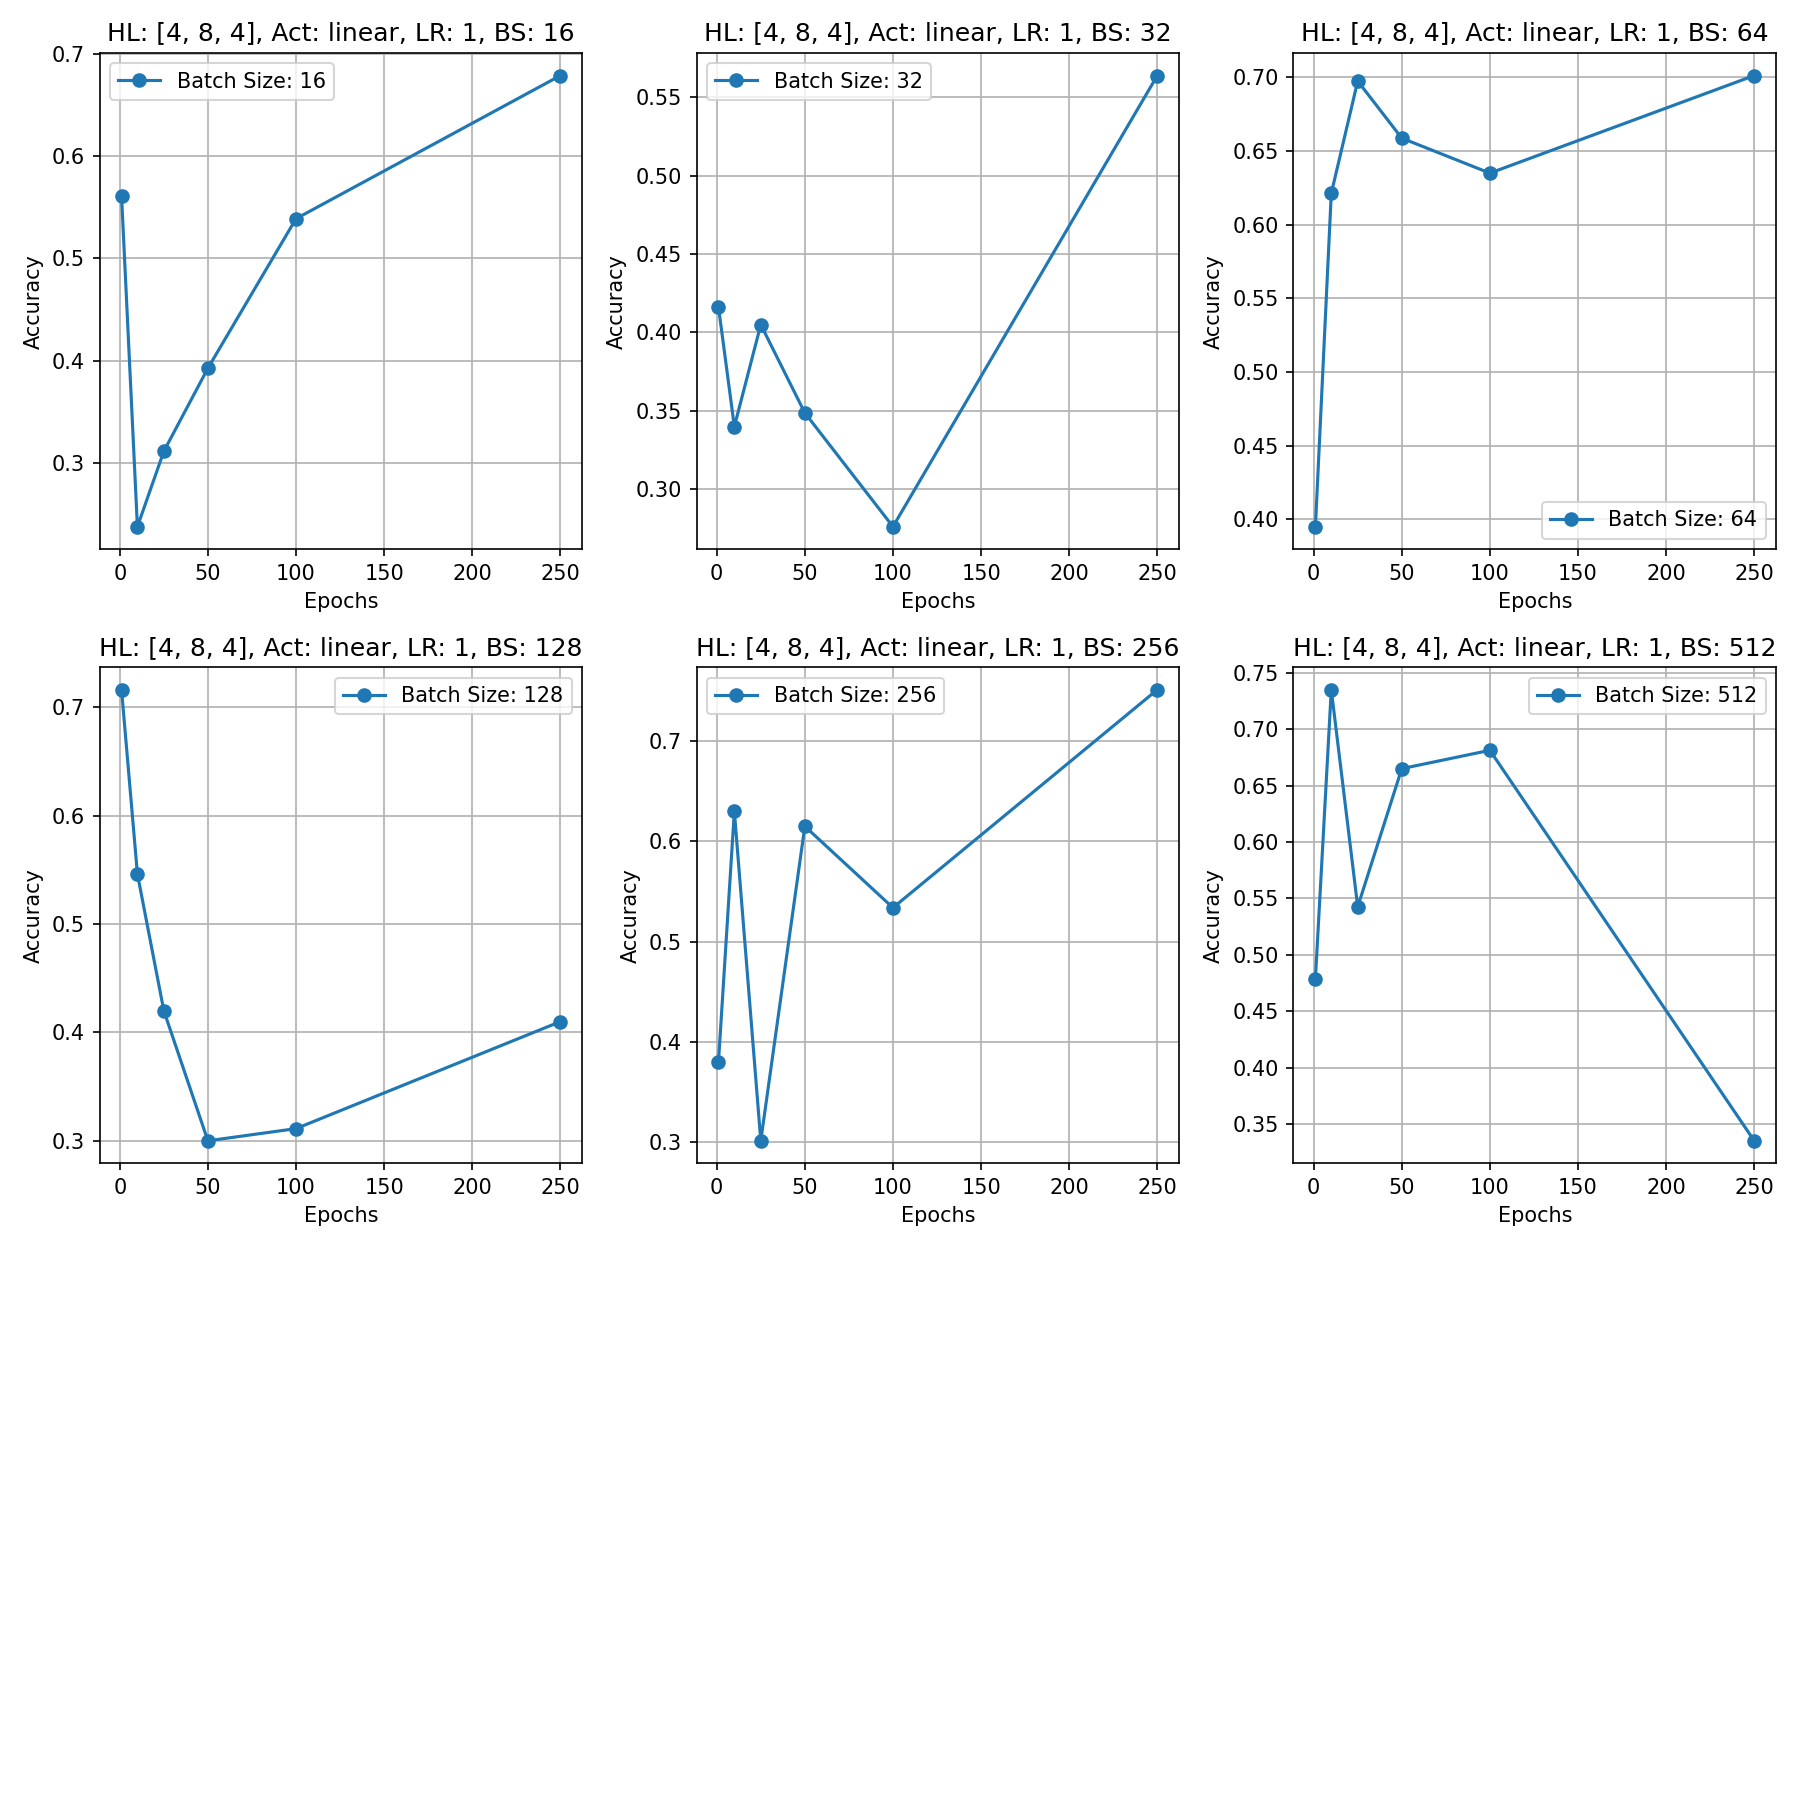 HL: [4, 8, 4], Act: linear, LR: 1, BS: 16
Batch Size: 16
Accuracy
0.7
0.6
0.5
0.4
0.3
0 50 100 150 200 250
Epochs
HL: [4, 8, 4], Act: linear, LR: 1, BS: 32
Batch Size: 32
Accuracy
0.55
0.50
0.45
0.40
0.35
0.30
0 50 100 150 200 250
Epochs
HL: [4, 8, 4], Act: linear, LR: 1, BS: 64
Batch Size: 64
Accuracy
0.70
0.65
0.60
0.55
0.50
0.45
0.40
0 50 100 150 200 250
Epochs
HL: [4, 8, 4], Act: linear, LR: 1, BS: 128
Batch Size: 128
Accuracy
0.7
0.6
0.5
0.4
0.3
0 50 100 150 200 250
Epochs
HL: [4, 8, 4], Act: linear, LR: 1, BS: 256
Batch Size: 256
Accuracy
0.7
0.6
0.5
0.4
0.3
0 50 100 150 200 250
Epochs
HL: [4, 8, 4], Act: linear, LR: 1, BS: 512
Batch Size: 512
Accuracy
0.75
0.70
0.65
0.60
0.55
0.50
0.45
0.40
0.35
0 50 100 150 200 250
Epochs